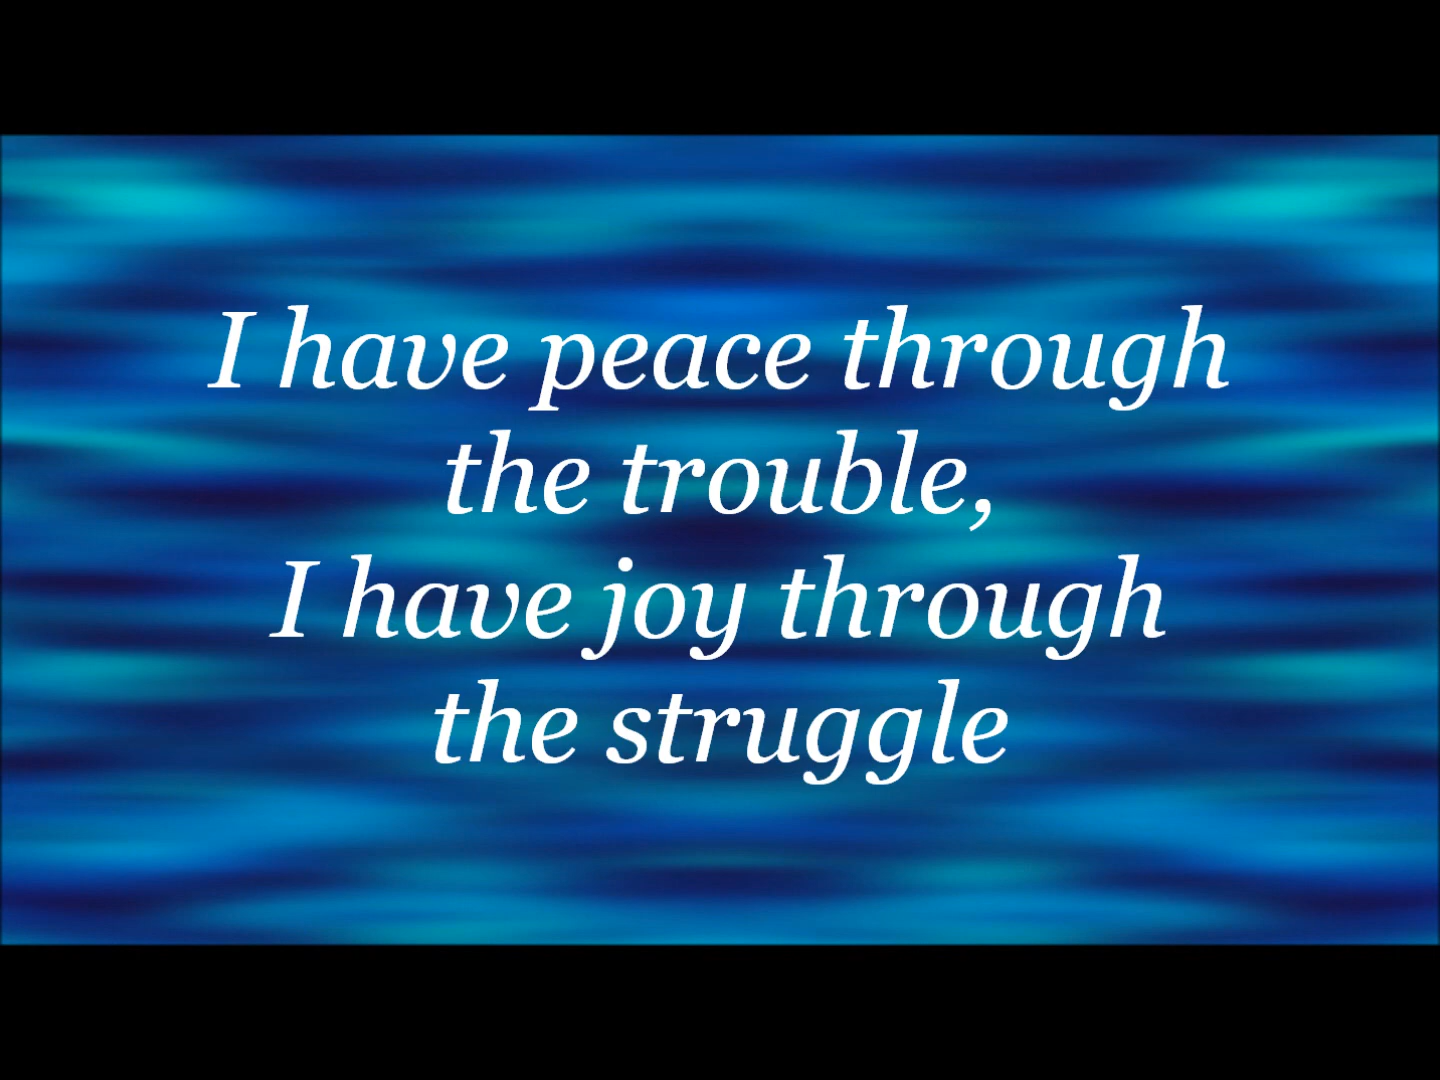 I have peace through
the trouble,
I have joy through
the struggle